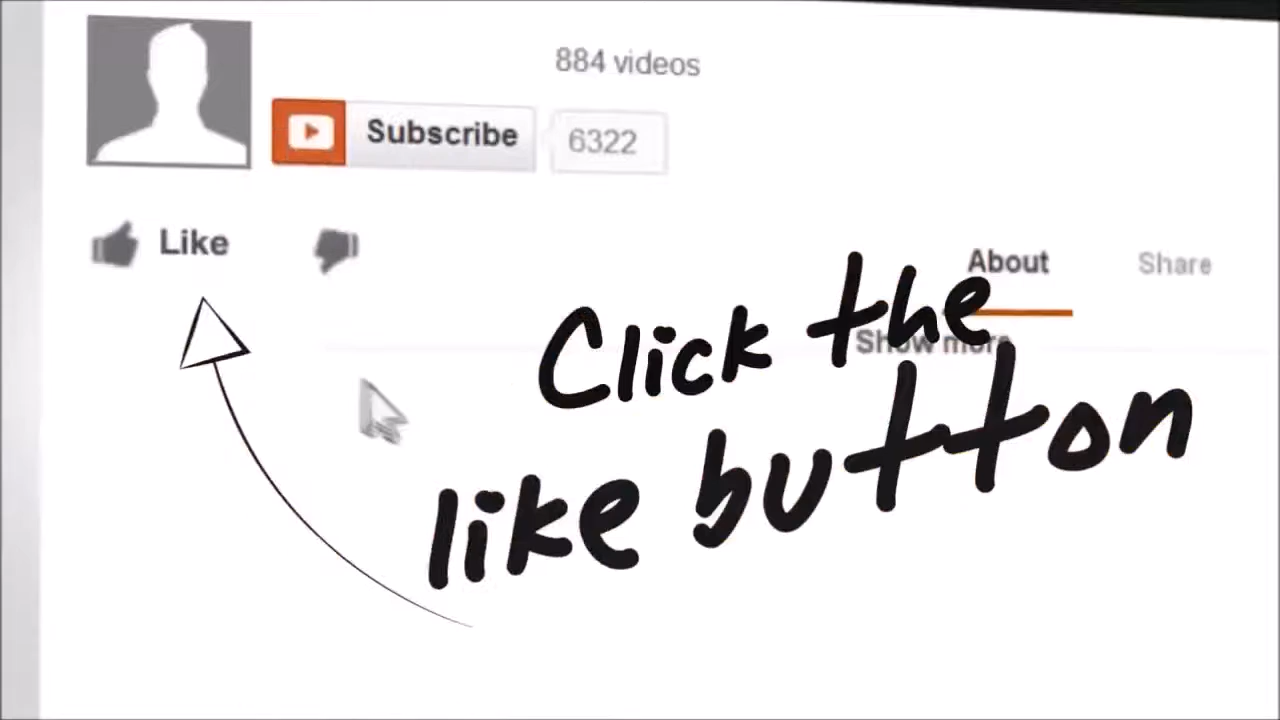 884 videos
Subscribe 6322
Like
About Share
Show more
Click the
like button